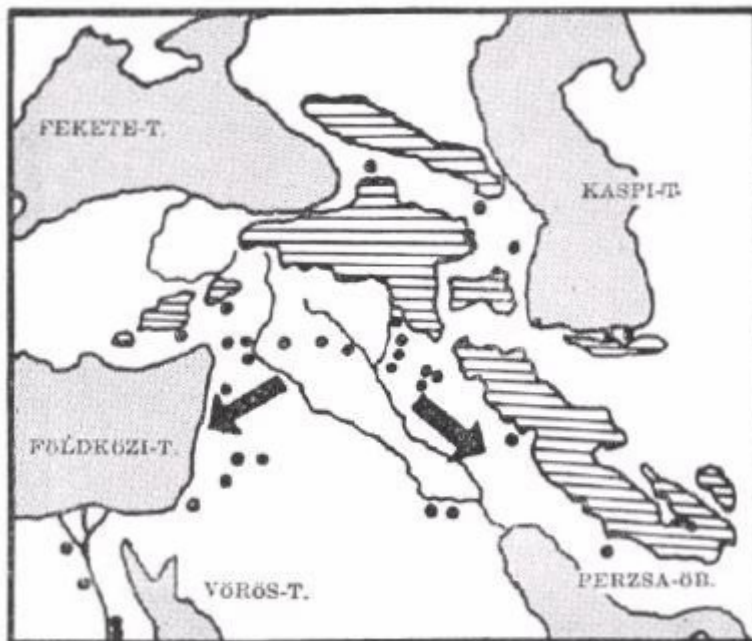 FEKETE-T.
KASPI-T-
FÖLDKÖZI-T.
VÖRÖS-T.
PERZSA-ÖB.